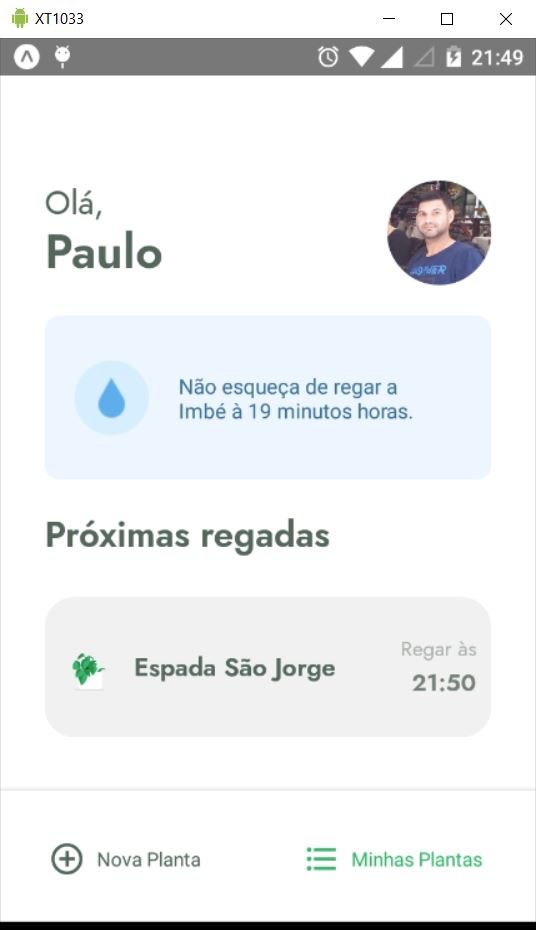 XT1033
21:49
Olá,
Paulo
Não esqueça de regar a
Imbé à 19 minutos horas.
Próximas regadas
Espada São Jorge
Regar às
21:50
Nova Planta
Minhas Plantas